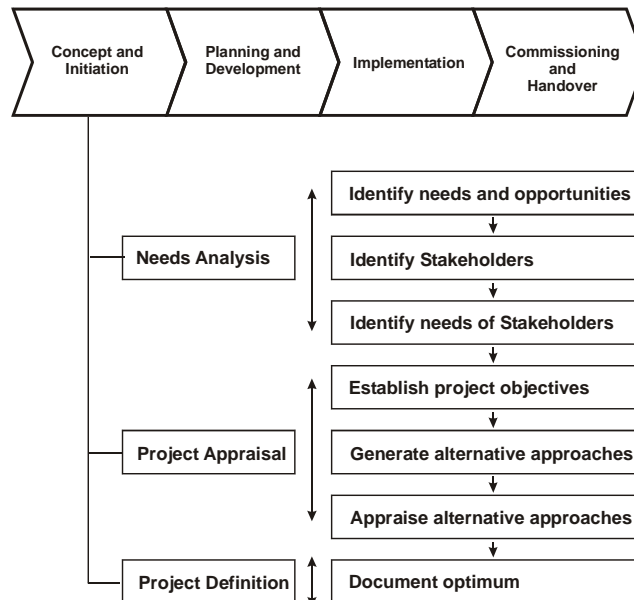 Concept and
Initiation
Planning and
Development
Implementation
Commissioning
and
Handover
Needs Analysis
Identify needs and opportunities
Identify Stakeholders
Identify needs of Stakeholders
Project Appraisal
Establish project objectives
Generate alternative approaches
Appraise alternative approaches
Project Definition
Document optimum